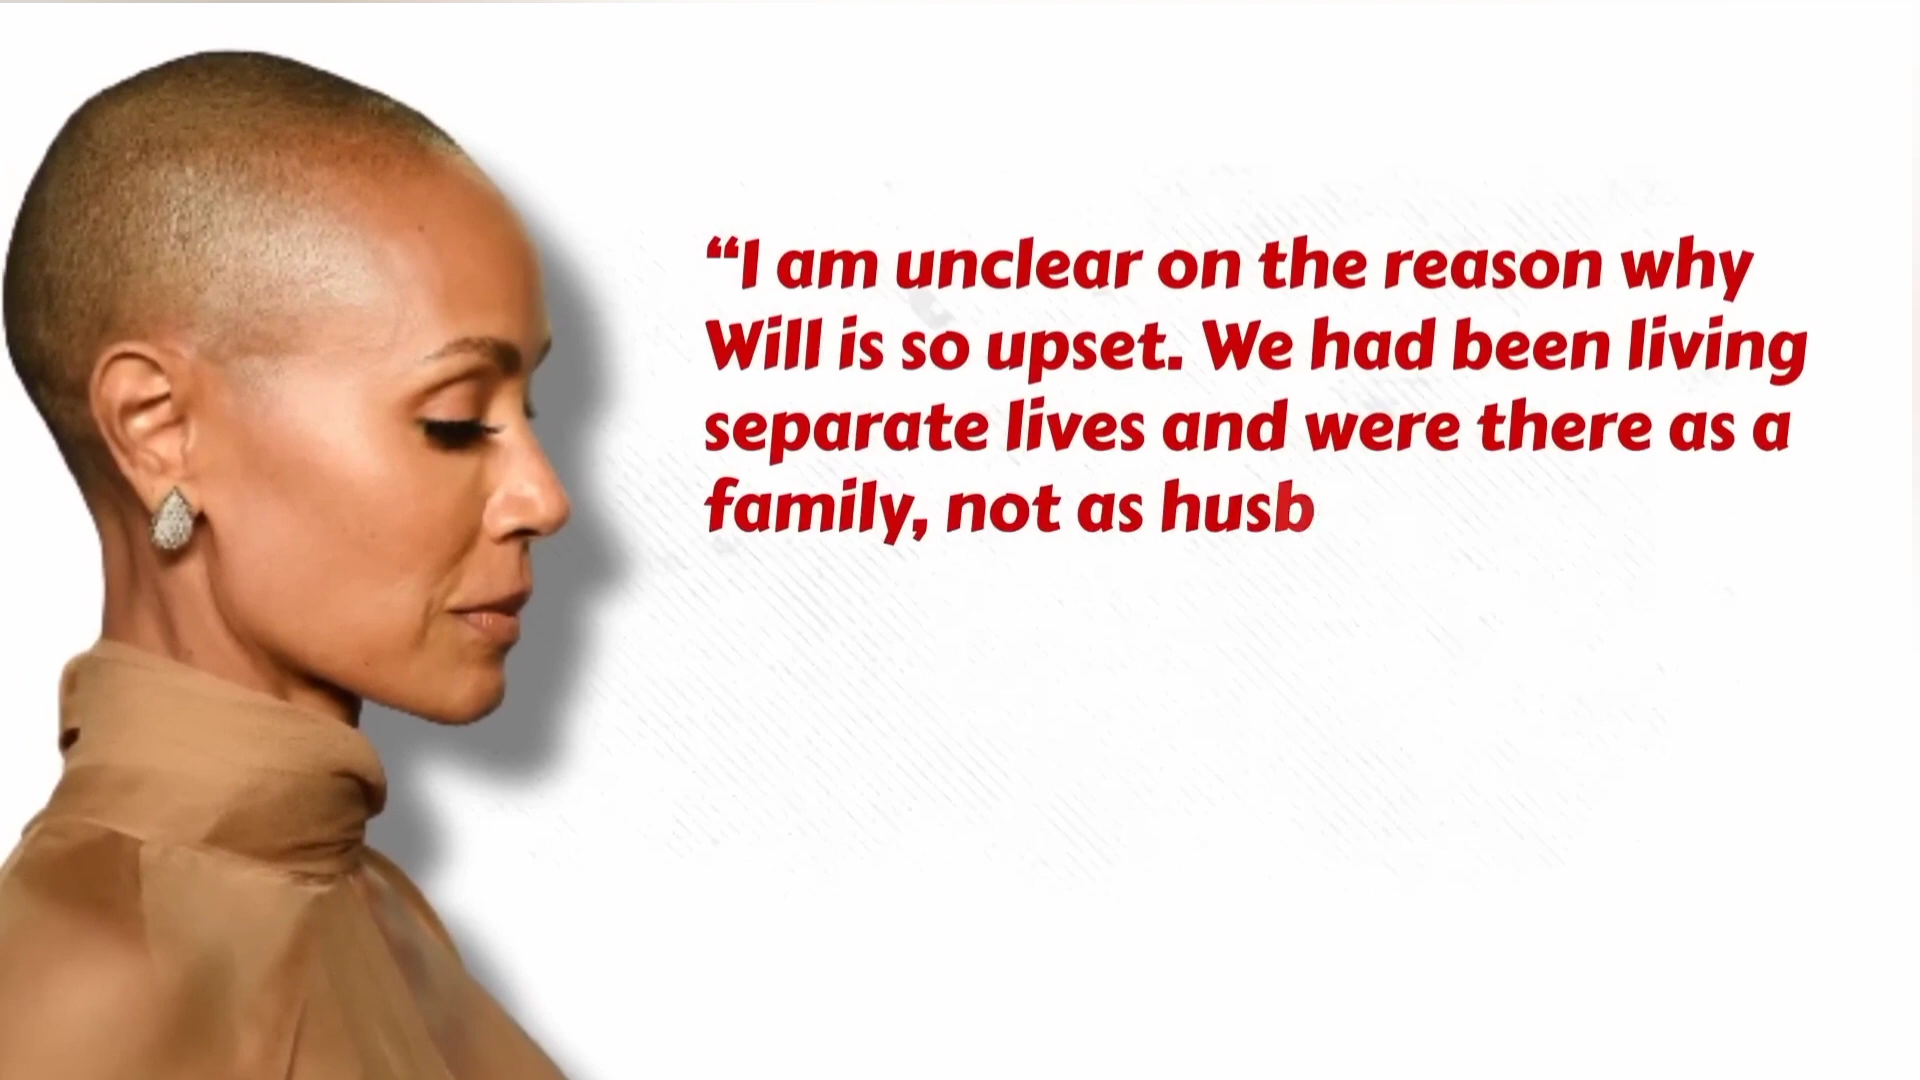 “I am unclear on the reason why
Will is so upset. We had been living
separate lives and were there as a
family, not as husb